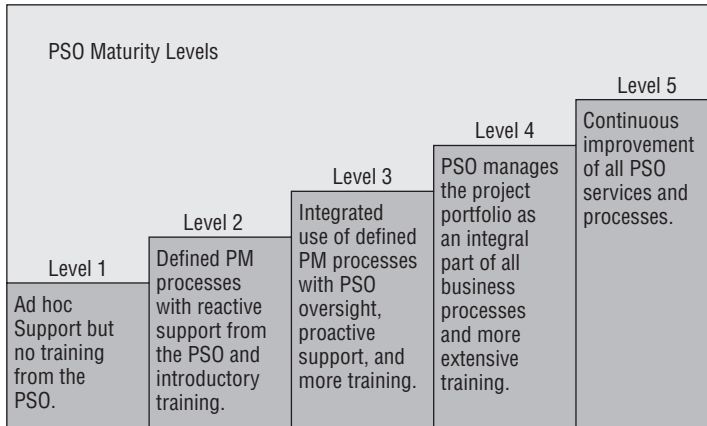 PSO Maturity Levels
Level 1
Ad hoc
Support but
no training
from the
PSO.
Level 2
Defined PM
processes
with reactive
support from
the PSO and
introductory
training.
Level 3
Integrated
use of defined
PM processes
with PSO
oversight,
proactive
support, and
more training.
Level 4
PSO manages
the project
portfolio as
an integral
part of all
business
processes
and more
extensive
training.
Level 5
Continuous
improvement
of all PSO
services and
processes.